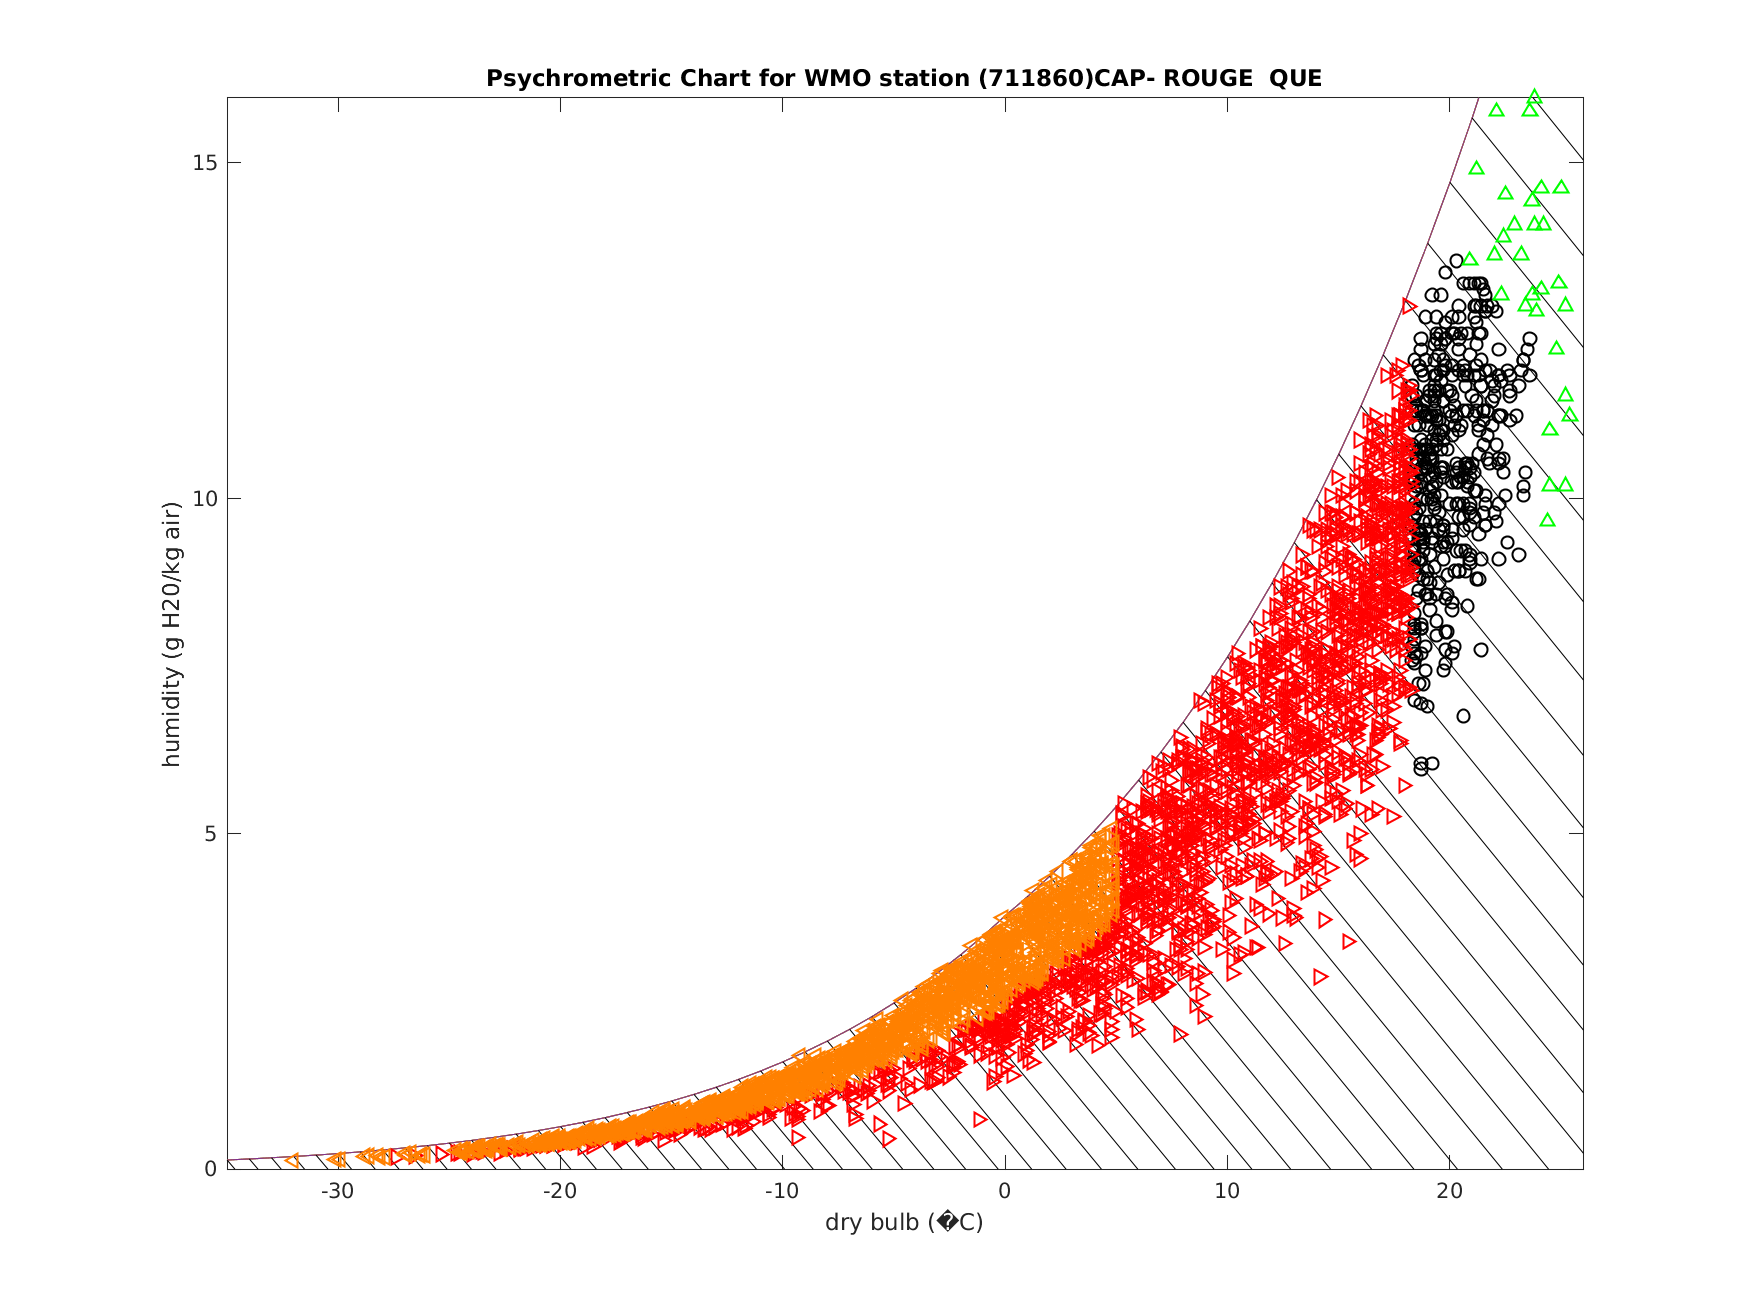 Psychrometric Chart for WMO station (711860)CAP- ROUGE  QUE
humidity (g H20/kg air)
15
10
5
0
-30 -20 -10 0 10 20
dry bulb (�C)